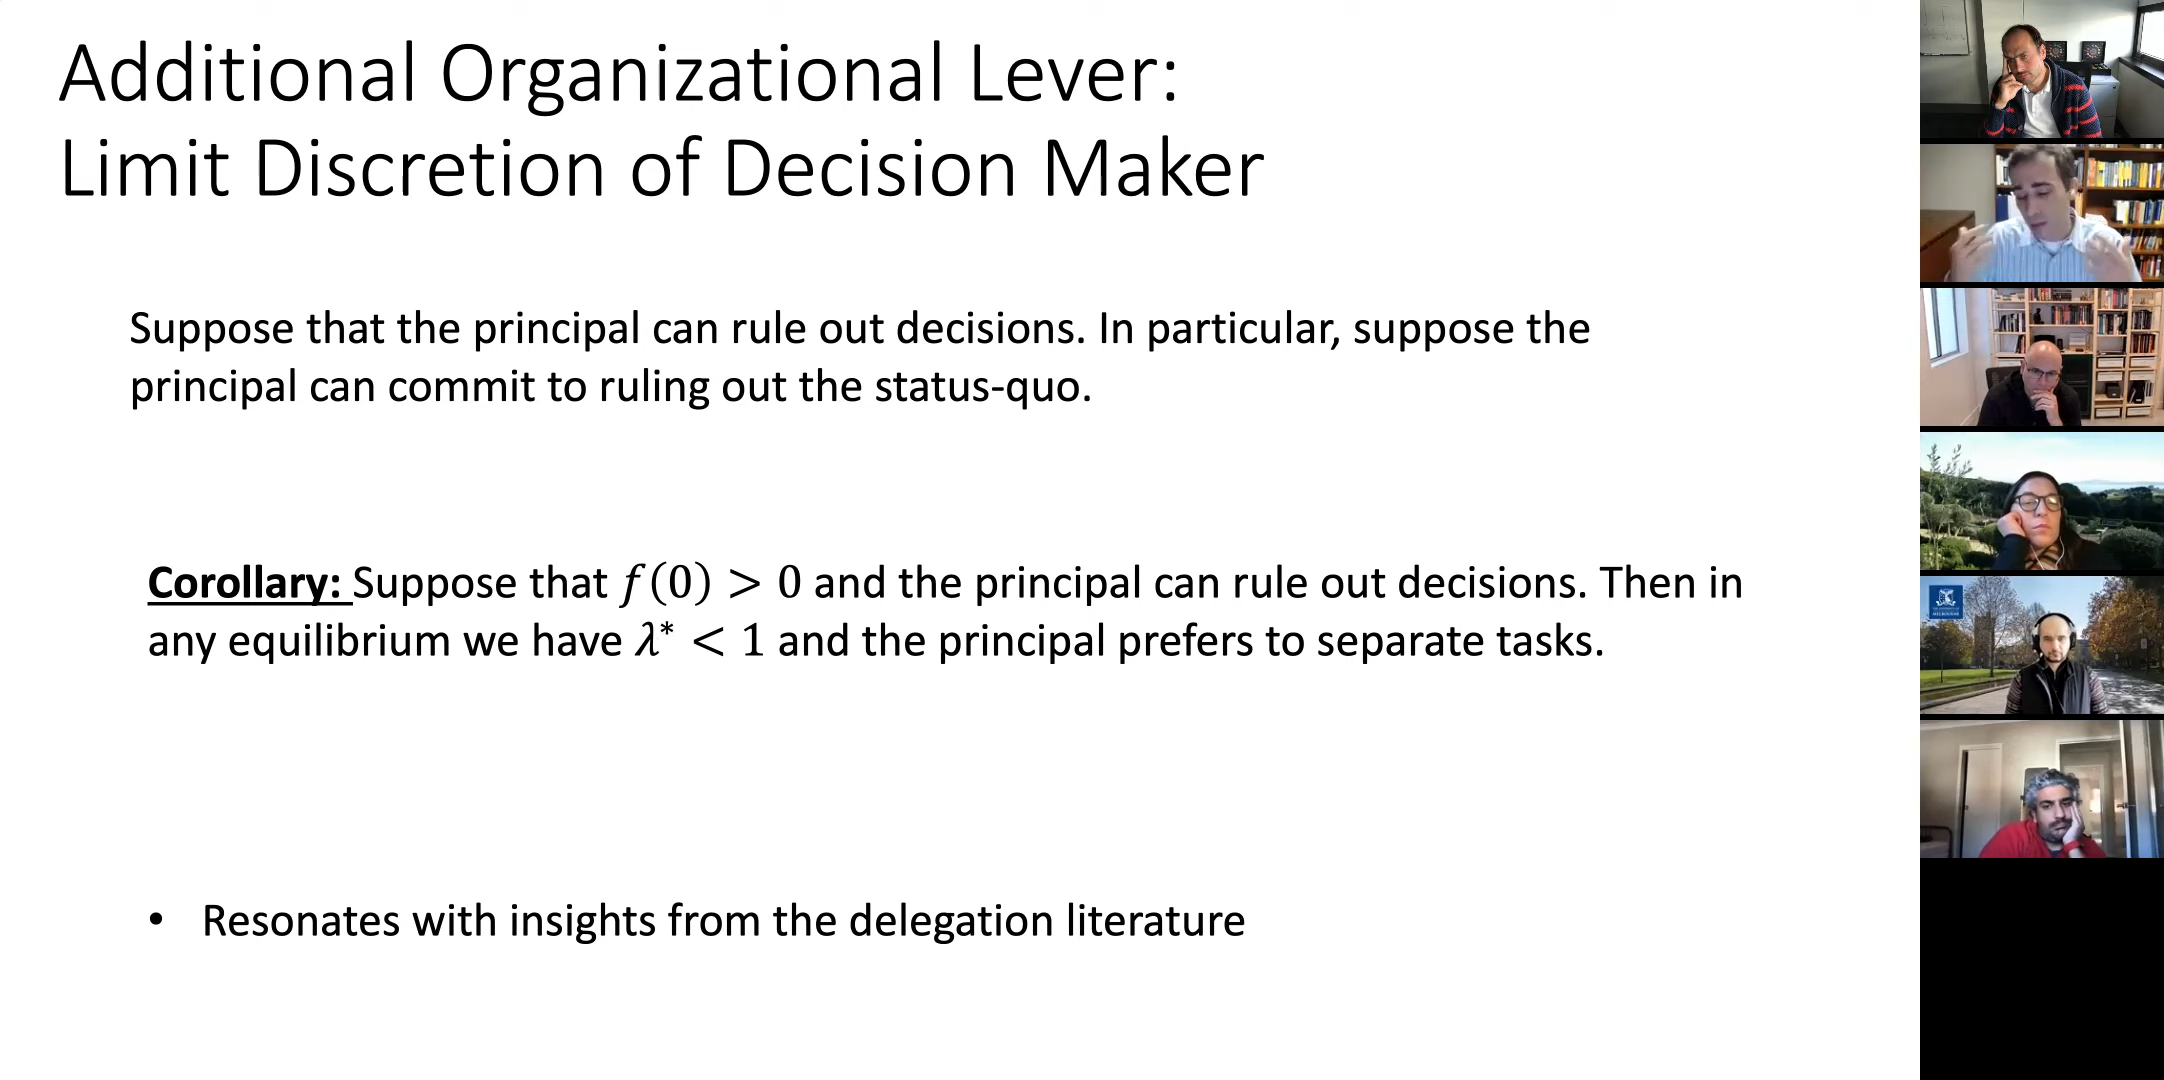 Additional Organizational Lever:
Limit Discretion of Decision Maker
Suppose that the principal can rule out decisions. In particular, suppose the
principal can commit to ruling out the status-quo.
Corollary: Suppose that f(0) > 0 and the principal can rule out decisions. Then in
any equilibrium we have λ* < 1 and the principal prefers to separate tasks.
• Resonates with insights from the delegation literature
MELBOURNE